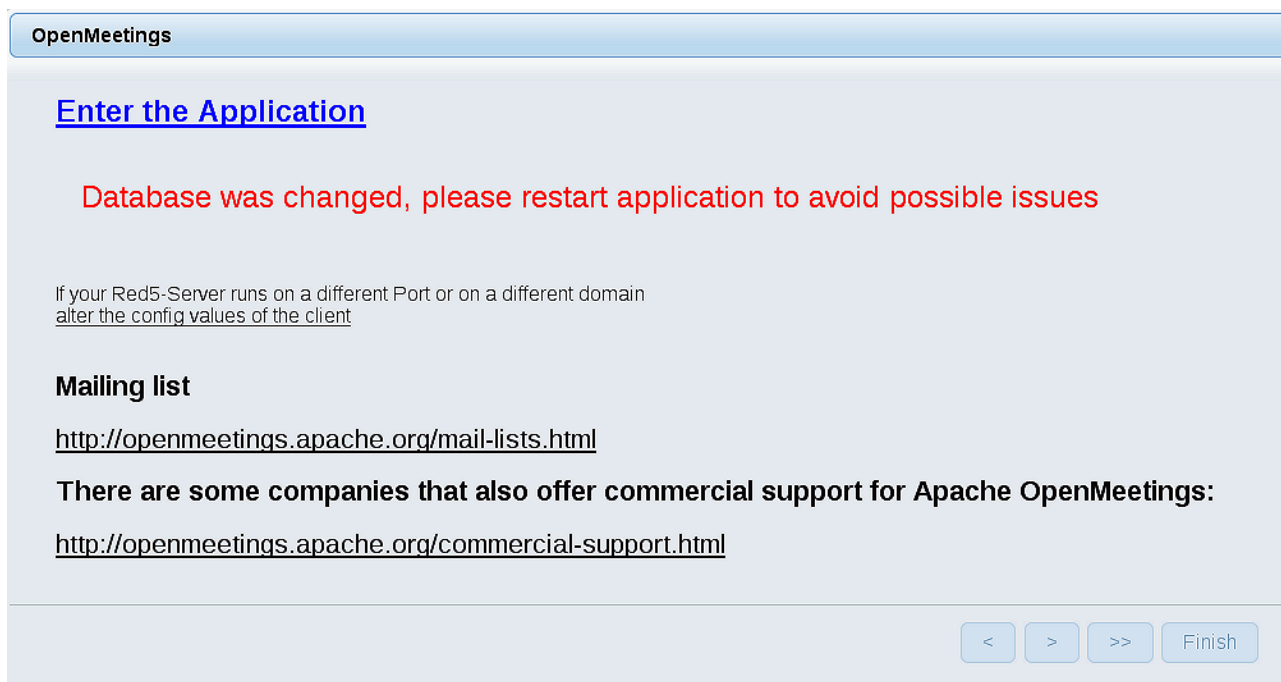 OpenMeetings
Enter the Application
Database was changed, please restart application to avoid possible issues
If your Red5-Server runs on a different Port or on a different domain
alter the config values of the client
Mailing list
http://openmeetings.apache.org/mail-lists.html
There are some companies that also offer commercial support for Apache OpenMeetings:
http://openmeetings.apache.org/commercial-support.html
< > >> Finish